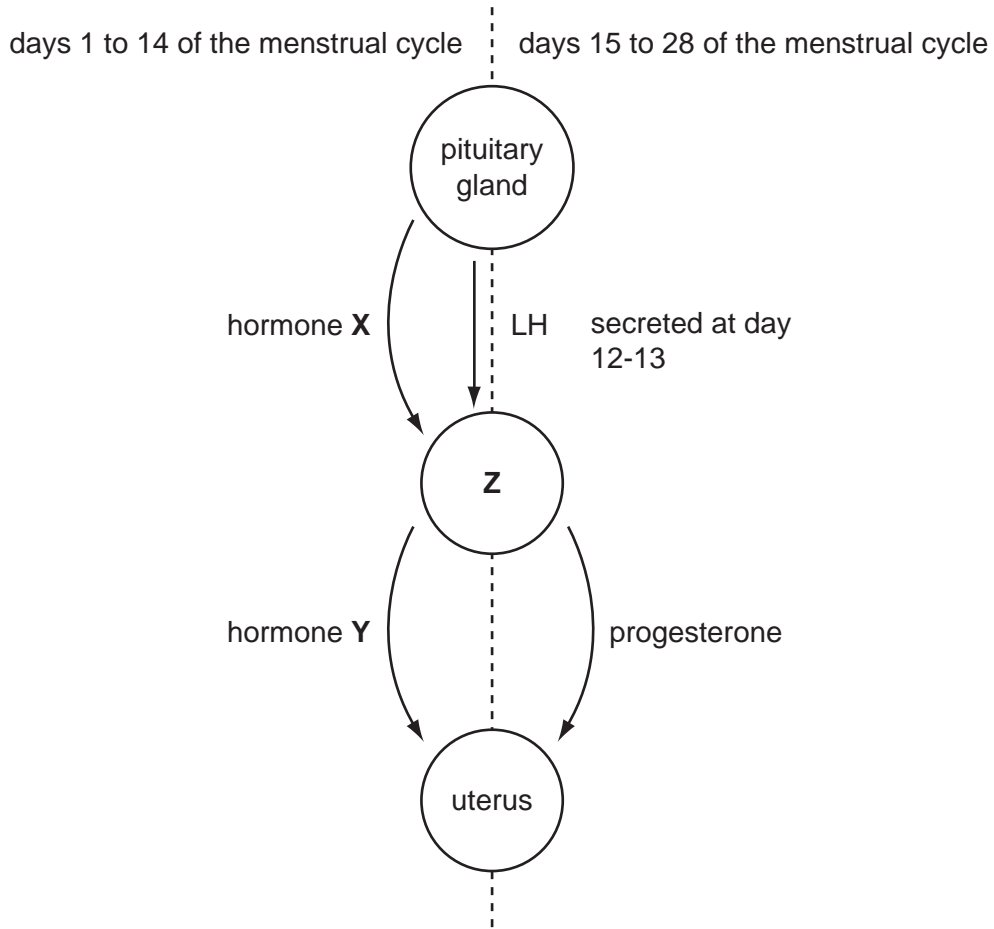 days 1 to 14 of the menstrual cycle
days 15 to 28 of the menstrual cycle
pituitary
gland
hormone X
LH
secreted at day
12-13
Z
hormone Y
progesterone
uterus